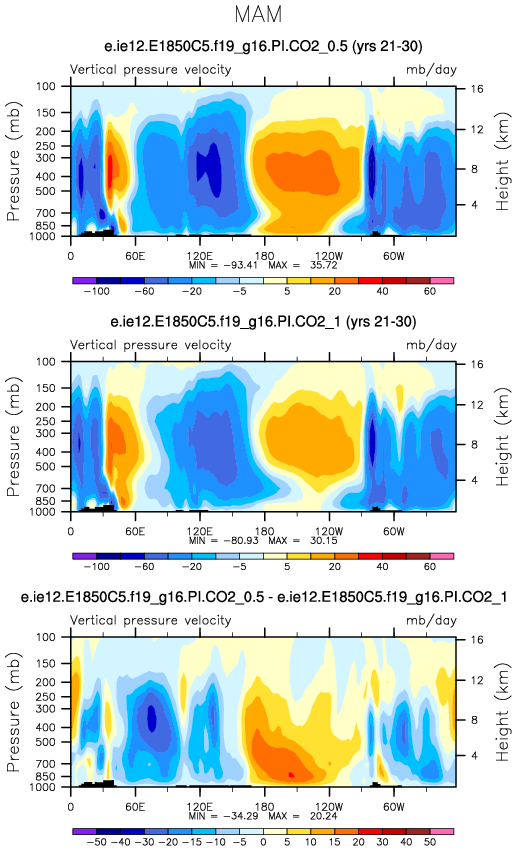 MAM
e.ie12.E1850C5.f19_g16.PI.CO2_0.5 (yrs 21-30)
Vertical pressure velocity mb/day
Pressure (mb)
100
150
200
250
300
400
500
700
850
1000
16
12
8
4
Height (km)
0 60E 120E 180 120W 60W
MIN = -93.41 MAX = 35.72
-100 -60 -20 -5 5 20 40 60
e.ie12.E1850C5.f19_g16.PI.CO2_1 (yrs 21-30)
Vertical pressure velocity mb/day
Pressure (mb)
100
150
200
250
300
400
500
700
850
1000
16
12
8
4
Height (km)
0 60E 120E 180 120W 60W
MIN = -80.93 MAX = 30.15
-100 -60 -20 -5 5 20 40 60
e.ie12.E1850C5.f19_g16.PI.CO2_0.5 - e.ie12.E1850C5.f19_g16.PI.CO2_1
Vertical pressure velocity mb/day
Pressure (mb)
100
150
200
250
300
400
500
700
850
1000
16
12
8
4
Height (km)
0 60E 120E 180 120W 60W
MIN = -34.29 MAX = 20.24
-50 -40 -30 -20 -15 -10 -5 0 5 10 15 20 30 40 50